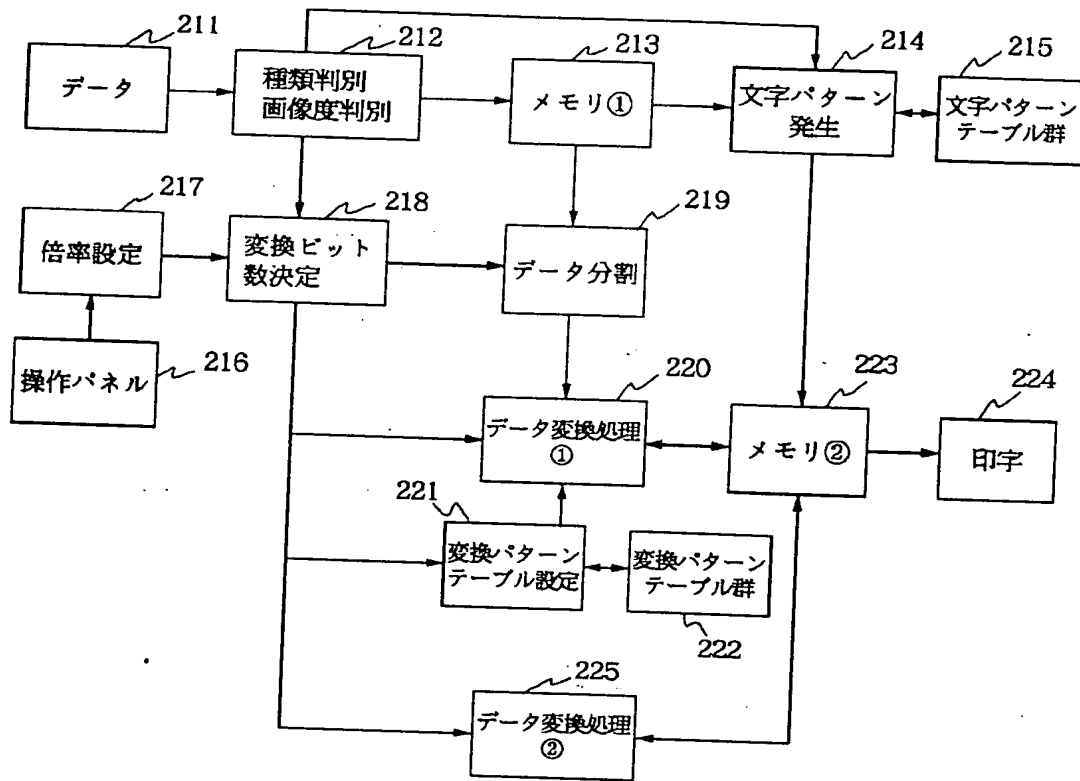 211
データ
212
種類判別
画像度判別
213
メモリ①
214
文字パターン
発生
215
文字パターン
テーブル群
217
倍率設定
218
変換ビット
数決定
219
データ分割
操作パネル
216
220
データ変換処理
①
223
メモリ②
224
印字
221
変換パターン
テーブル設定
変換パターン
テーブル群
222
225
データ変換処理
②